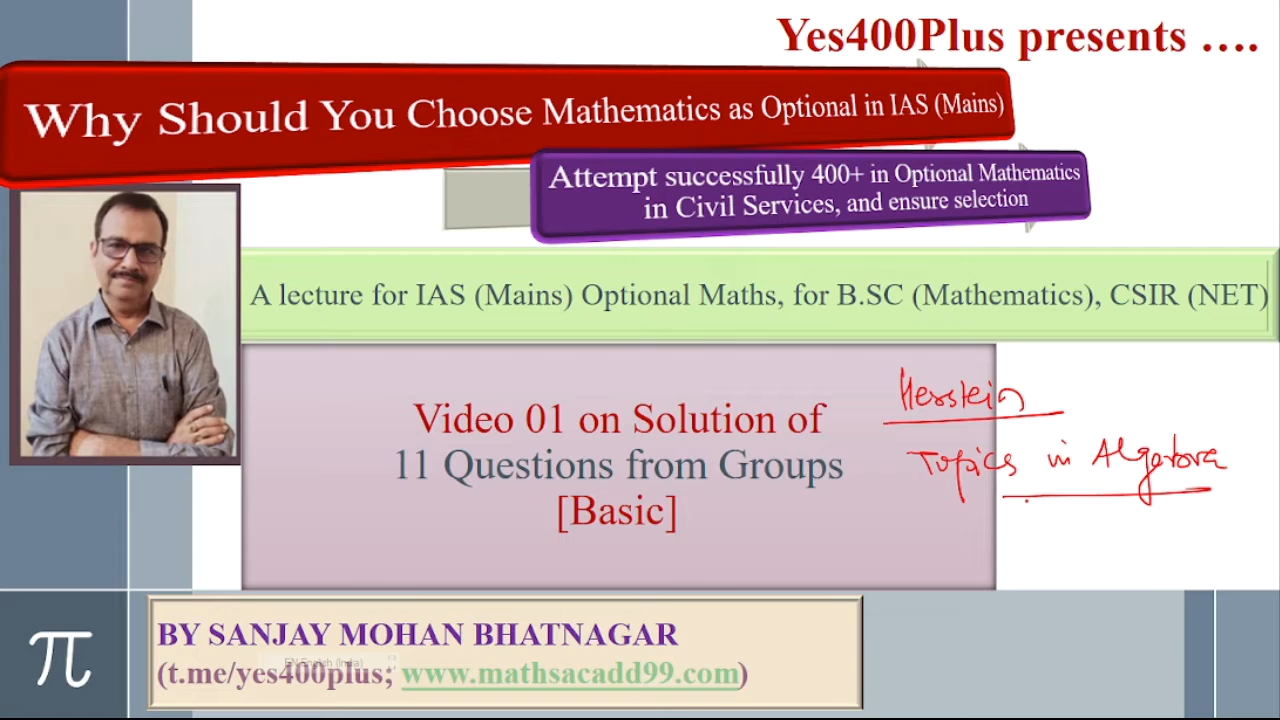 Yes400Plus presents ….
Why Should You Choose Mathematics as Optional in IAS (Mains)
Attempt successfully 400+ in Optional Mathematics
in Civil Services, and ensure selection
A lecture for IAS (Mains) Optional Maths, for B.SC (Mathematics), CSIR (NET)
Video 01 on Solution of
11 Questions from Groups
[Basic]
Herstein
Topics in Algebra
π
BY SANJAY MOHAN BHATNAGAR
EN English (India)
(t.me/yes400plus; www.mathsacadd99.com)